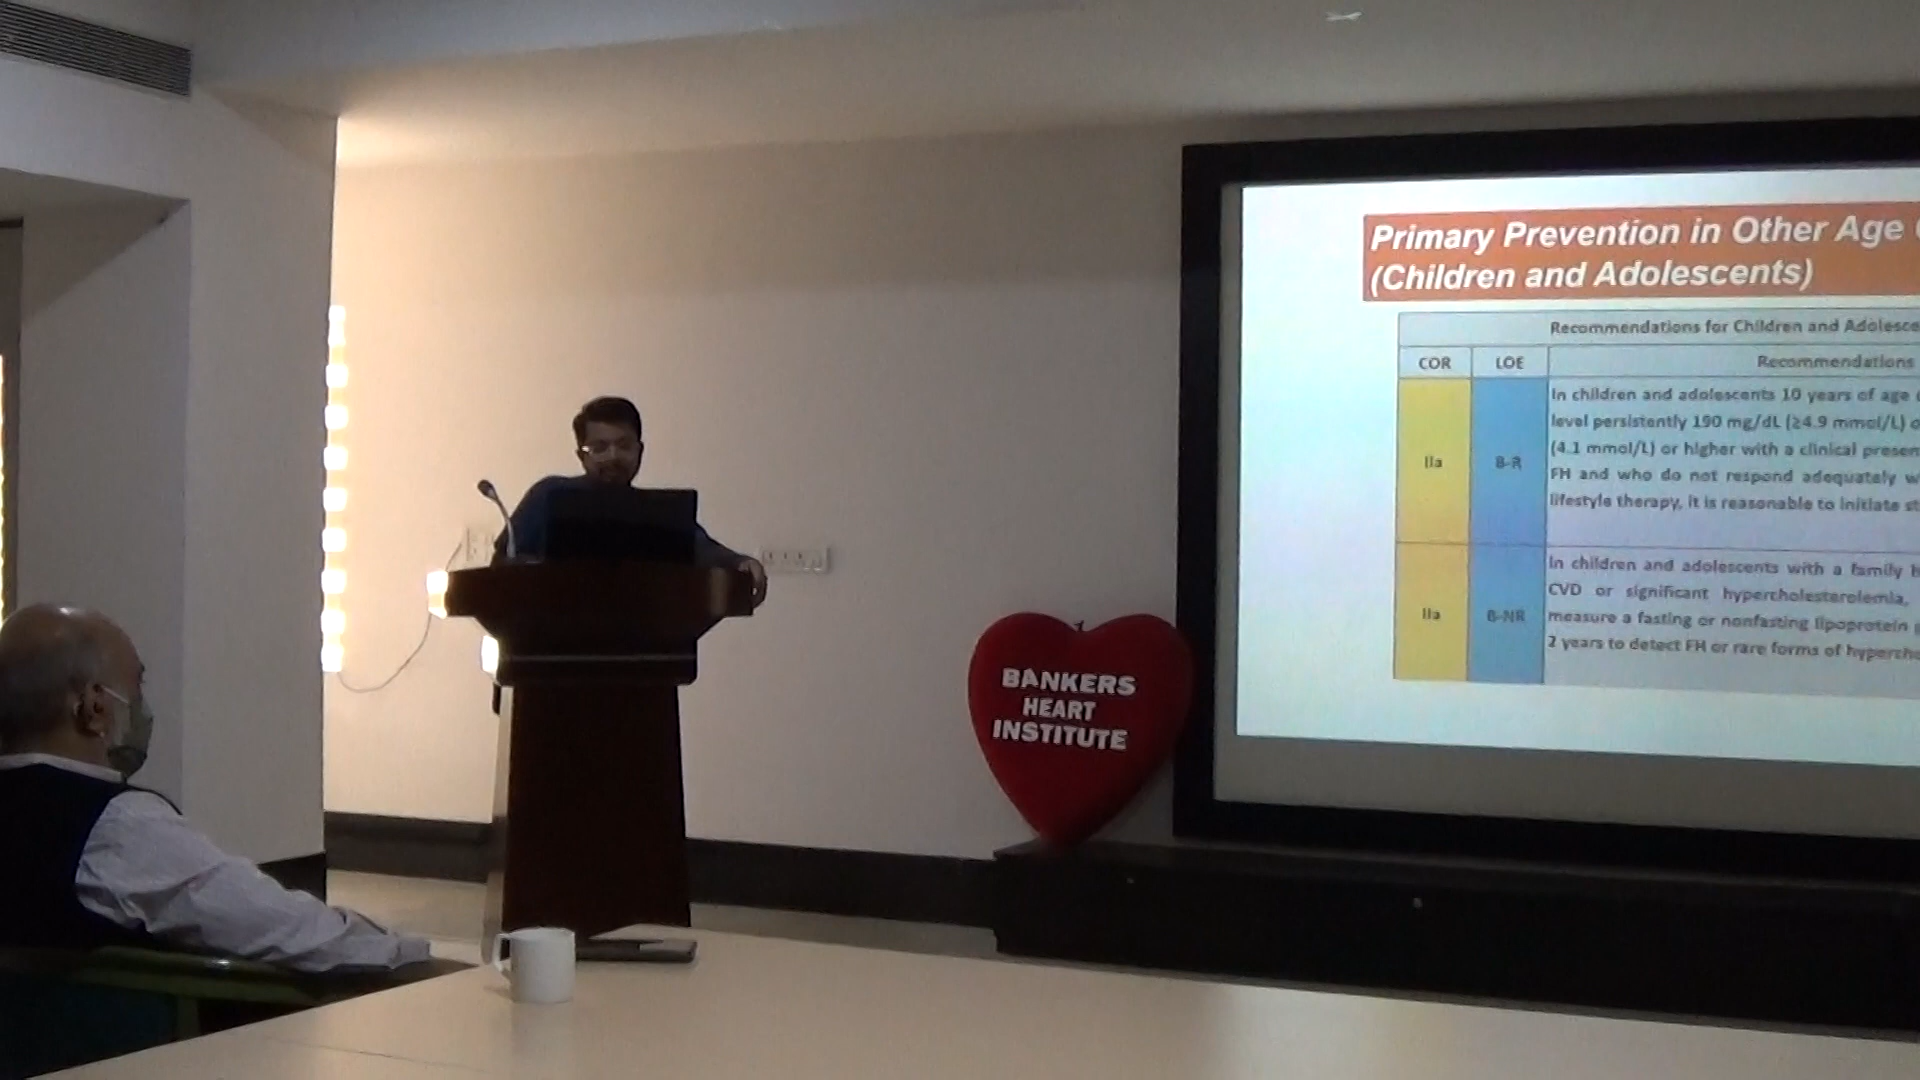 Primary Prevention in Other Age
(Children and Adolescents)
Recommendations for Children and Adolesce
COR LOE Recommendations
IIa B-R
In children and adolescents 10 years of age
level persistently 190 mg/dL (≥4.9 mmol/L) o
(4.1 mmol/L) or higher with a clinical presen
FH and who do not respond adequately w
lifestyle therapy, it is reasonable to initiate st
IIa B-NR
In children and adolescents with a family h
CVD or significant hypercholesterolemia,
measure a fasting or nonfasting lipoprotein
2 years to detect FH or rare forms of hypercho
BANKERS
HEART
INSTITUTE